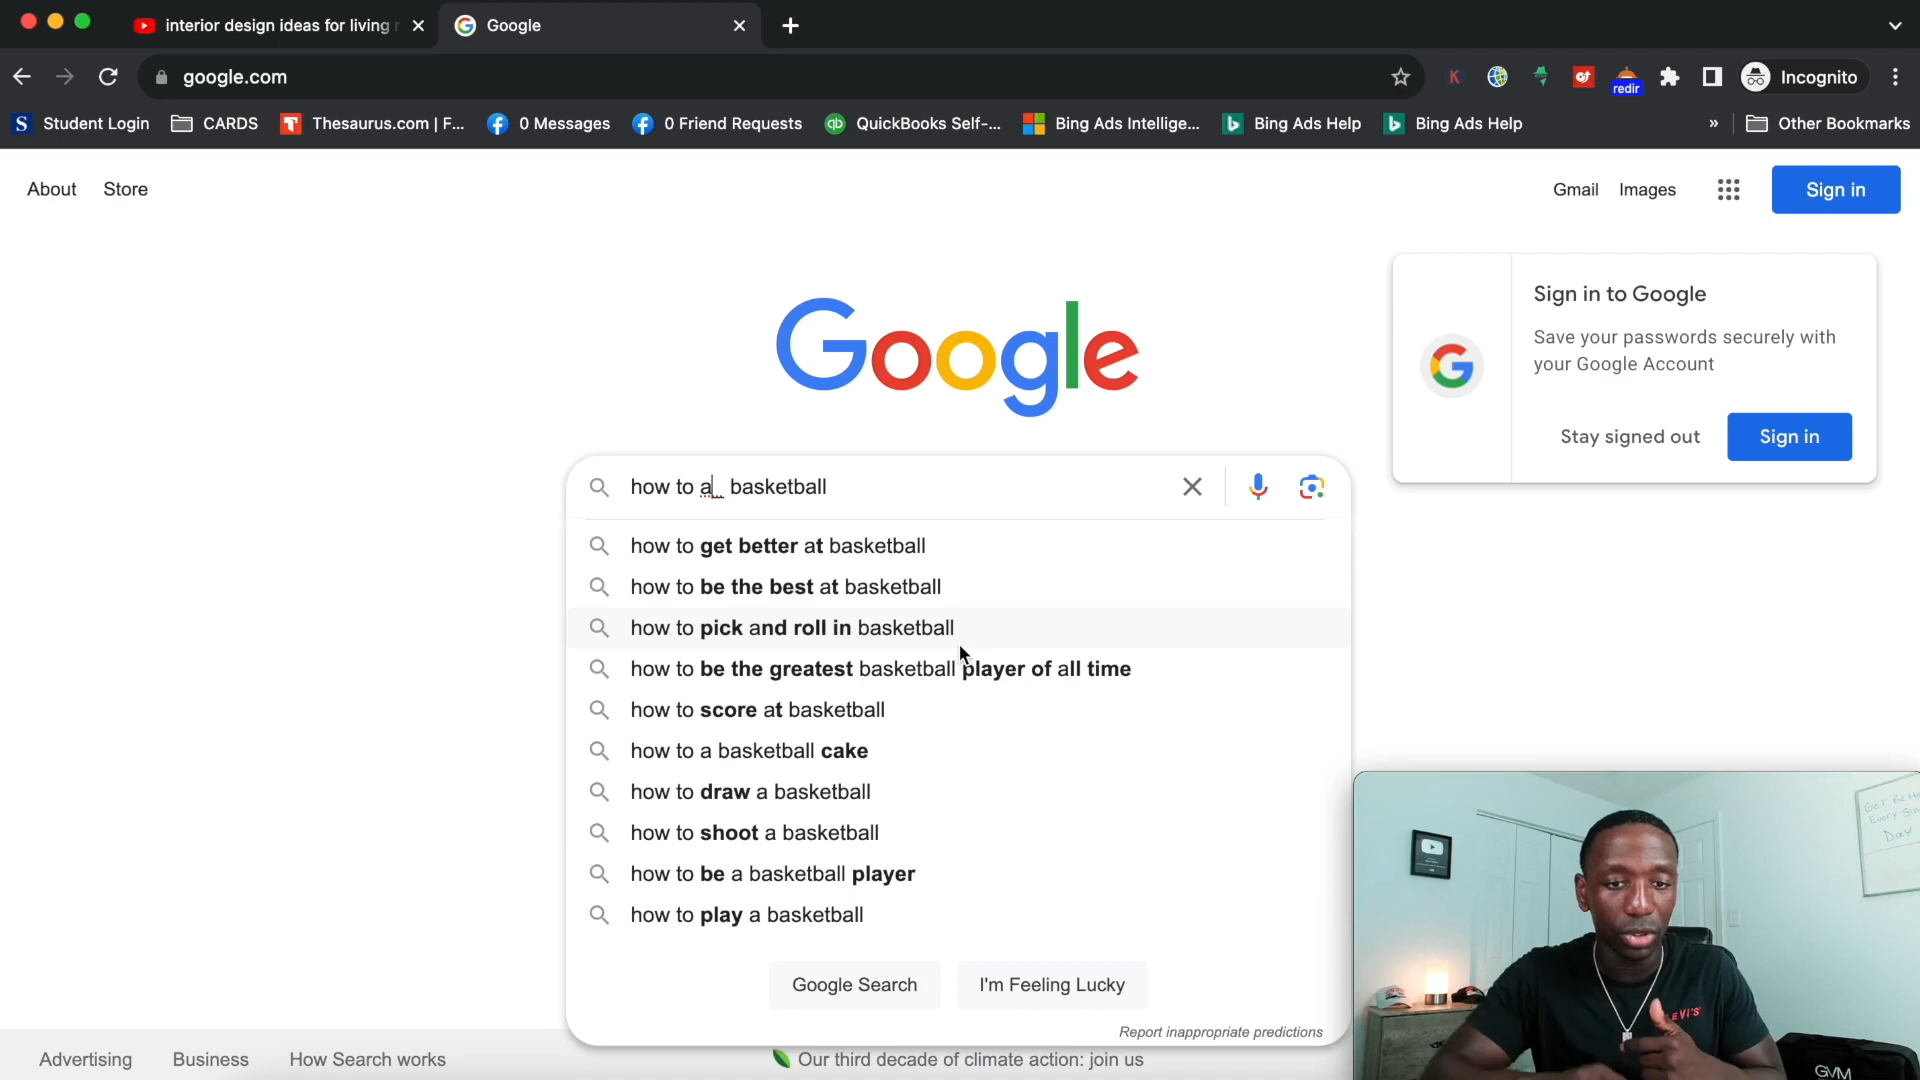 interior design ideas for living r
Google
google.com
redir
Incognito
Student Login
CARDS
Thesaurus.com | F...
0 Messages
0 Friend Requests
QuickBooks Self-...
Bing Ads Intellige...
Bing Ads Help
Bing Ads Help
»
Other Bookmarks
About
Store
Gmail
Images
Sign in
Google
Sign in to Google
Save your passwords securely with
your Google Account
Stay signed out
Sign in
how to a_ basketball
how to get better at basketball
how to be the best at basketball
how to pick and roll in basketball
how to be the greatest basketball player of all time
how to score at basketball
how to a basketball cake
how to draw a basketball
how to shoot a basketball
how to be a basketball player
how to play a basketball
Google Search
I'm Feeling Lucky
Report inappropriate predictions
Advertising
Business
How Search works
Our third decade of climate action: join us
Day
LEVI'S
GVM